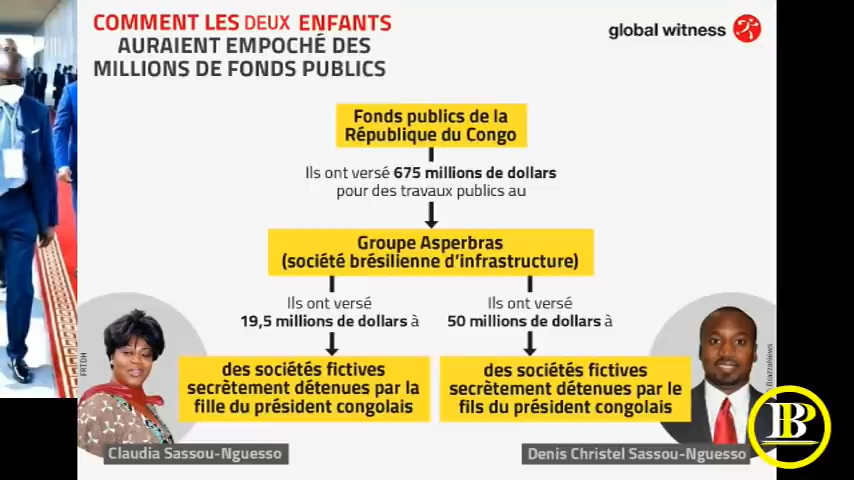 COMMENT LES DEUX ENFANTS
AURAIENT EMPOCHÉ DES
MILLIONS DE FONDS PUBLICS
global witness
Fonds publics de la
République du Congo
Ils ont versé 675 millions de dollars
pour des travaux publics au
Groupe Asperbras
(société brésilienne d'infrastructure)
Ils ont versé
19,5 millions de dollars à
Ils ont versé
50 millions de dollars à
des sociétés fictives
secrètement détenues par la
fille du président congolais
des sociétés fictives
secrètement détenues par le
fils du président congolais
FRTDH
BrazzaNews
Claudia Sassou-Nguesso
Denis Christel Sassou-Nguesso
BP